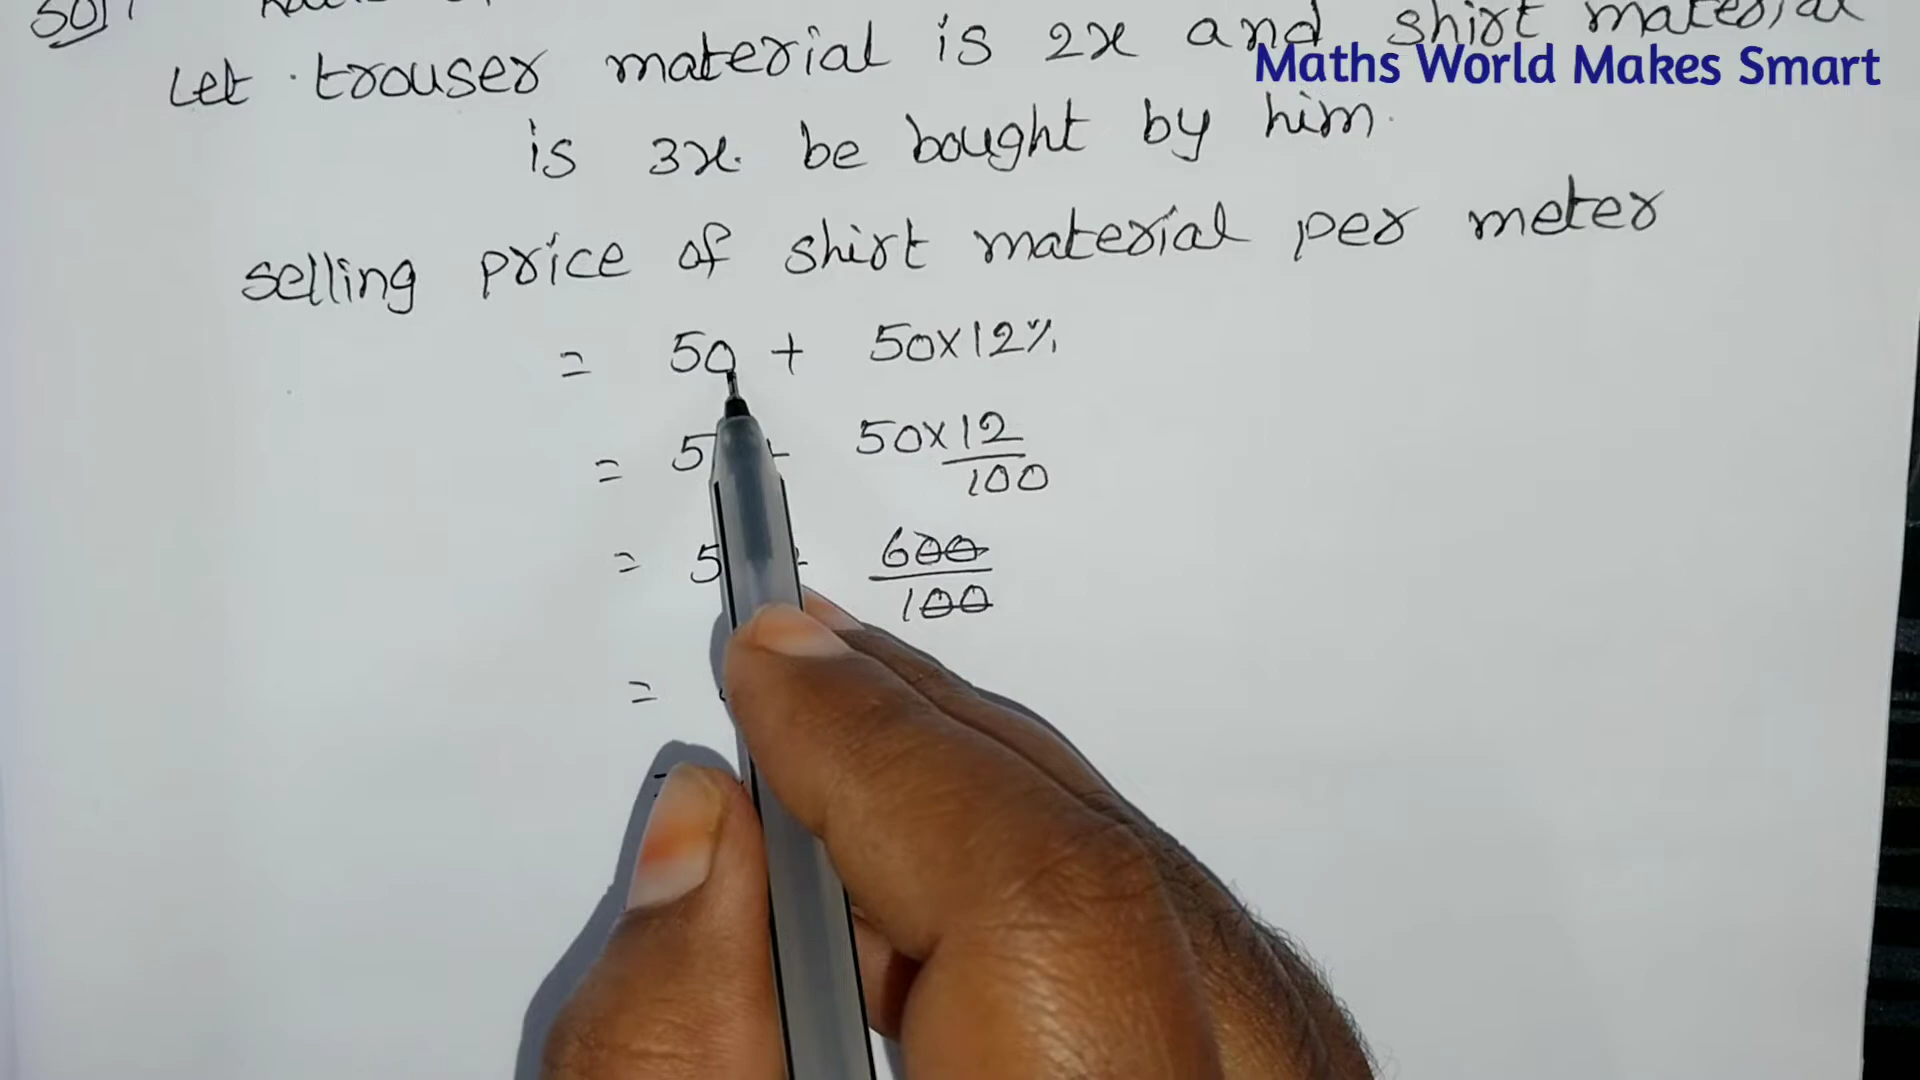 Soln
Let trouser material is 2x and shirt material
Maths World Makes Smart
is 3x be bought by him.
selling price of shirt material per meter
= 50 + 50×12%
= 5 + 50×12/100
= 5 600/100
=